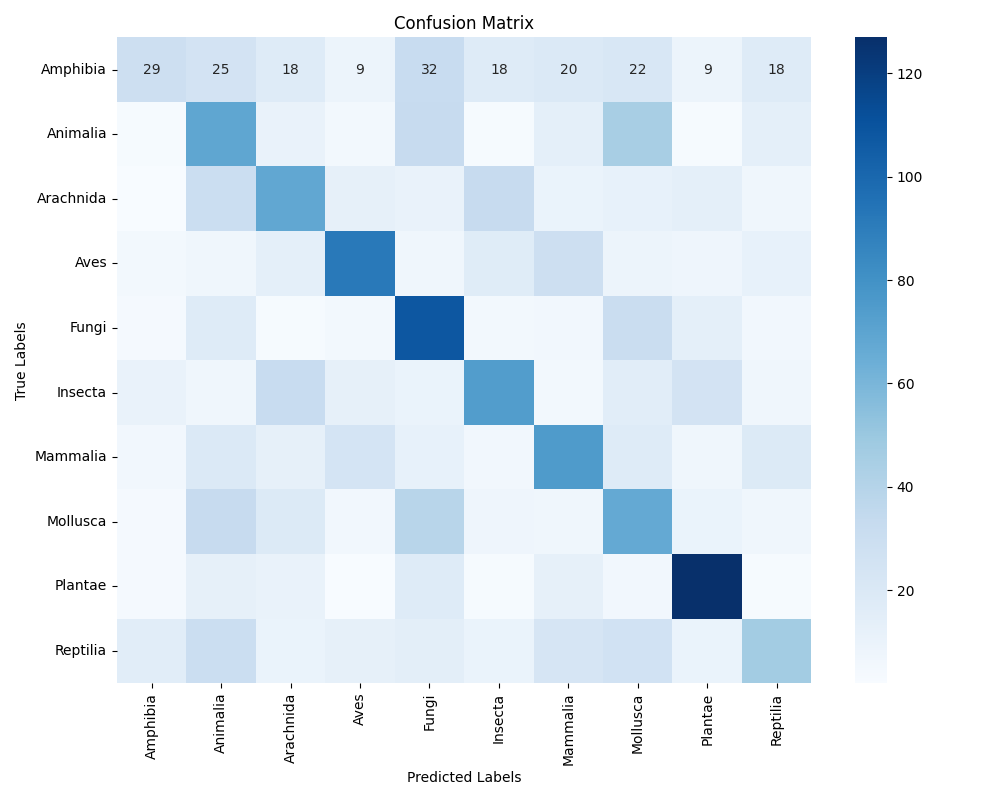 Confusion Matrix
Amphibia 29 25 18 9 32 18 20 22 9 18
Animalia
Arachnida
Aves
Fungi
Insecta
Mammalia
Mollusca
Plantae
Reptilia
True Labels
Amphibia Animalia Arachnida Aves Fungi Insecta Mammalia Mollusca Plantae Reptilia
Predicted Labels
120
100
80
60
40
20